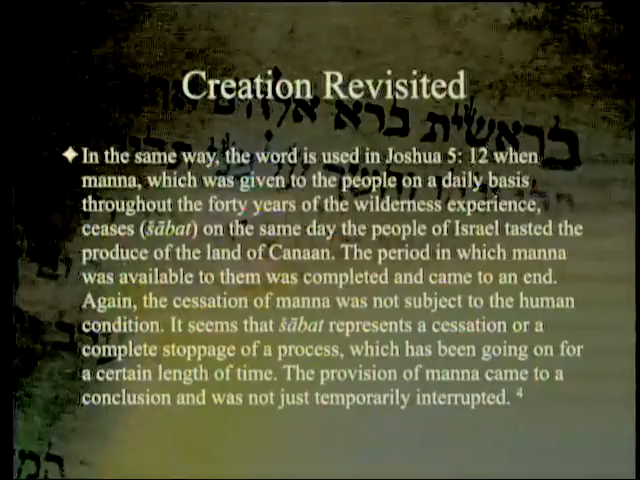 Creation Revisited
בראשית ברא אלהים
In the same way, the word is used in Joshua 5: 12 when
manna, which was given to the people on a daily basis
throughout the forty years of the wilderness experience,
ceases (šābat) on the same day the people of Israel tasted the
produce of the land of Canaan. The period in which manna
was available to them was completed and came to an end.
Again, the cessation of manna was not subject to the human
condition. It seems that šābat represents a cessation or a
complete stoppage of a process, which has been going on for
a certain length of time. The provision of manna came to a
conclusion and was not just temporarily interrupted. 4